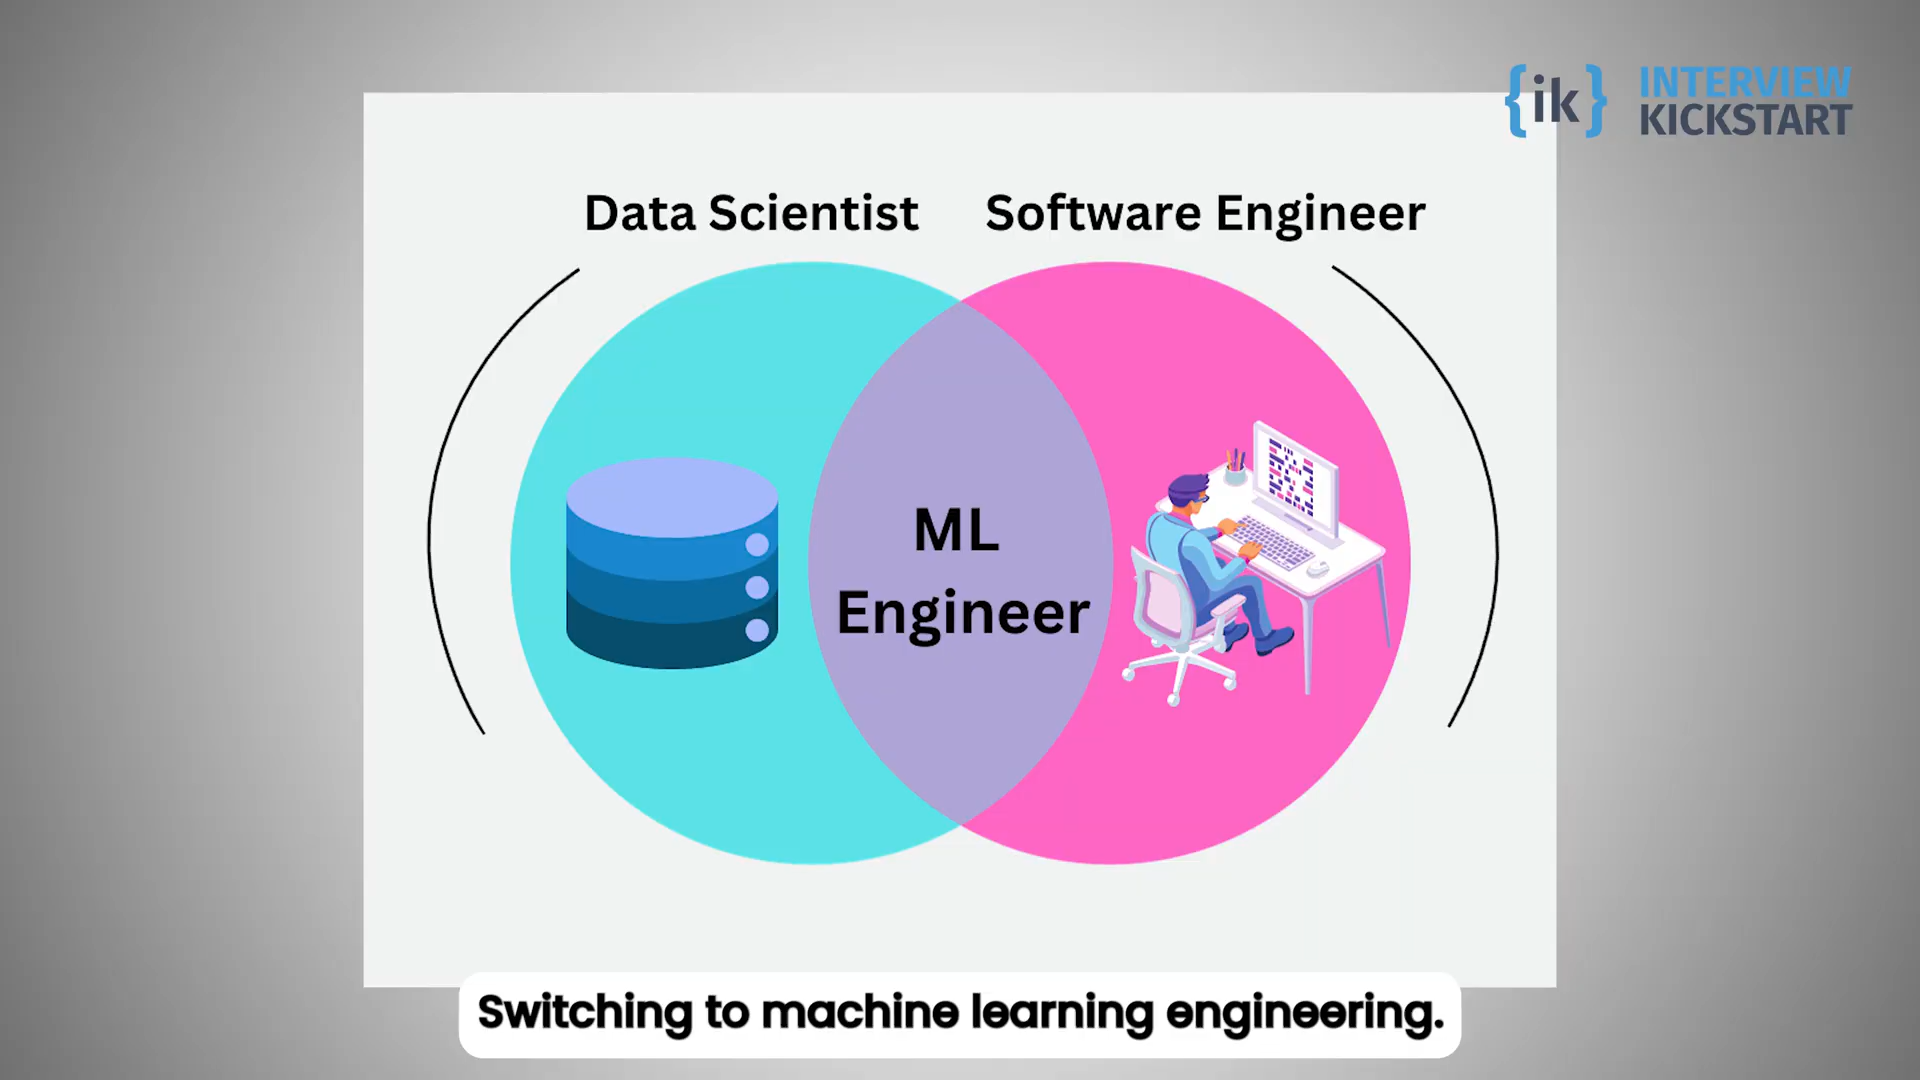 {ik} INTERVIEW
KICKSTART
Data Scientist Software Engineer
ML
Engineer
Switching to machine learning engineering.